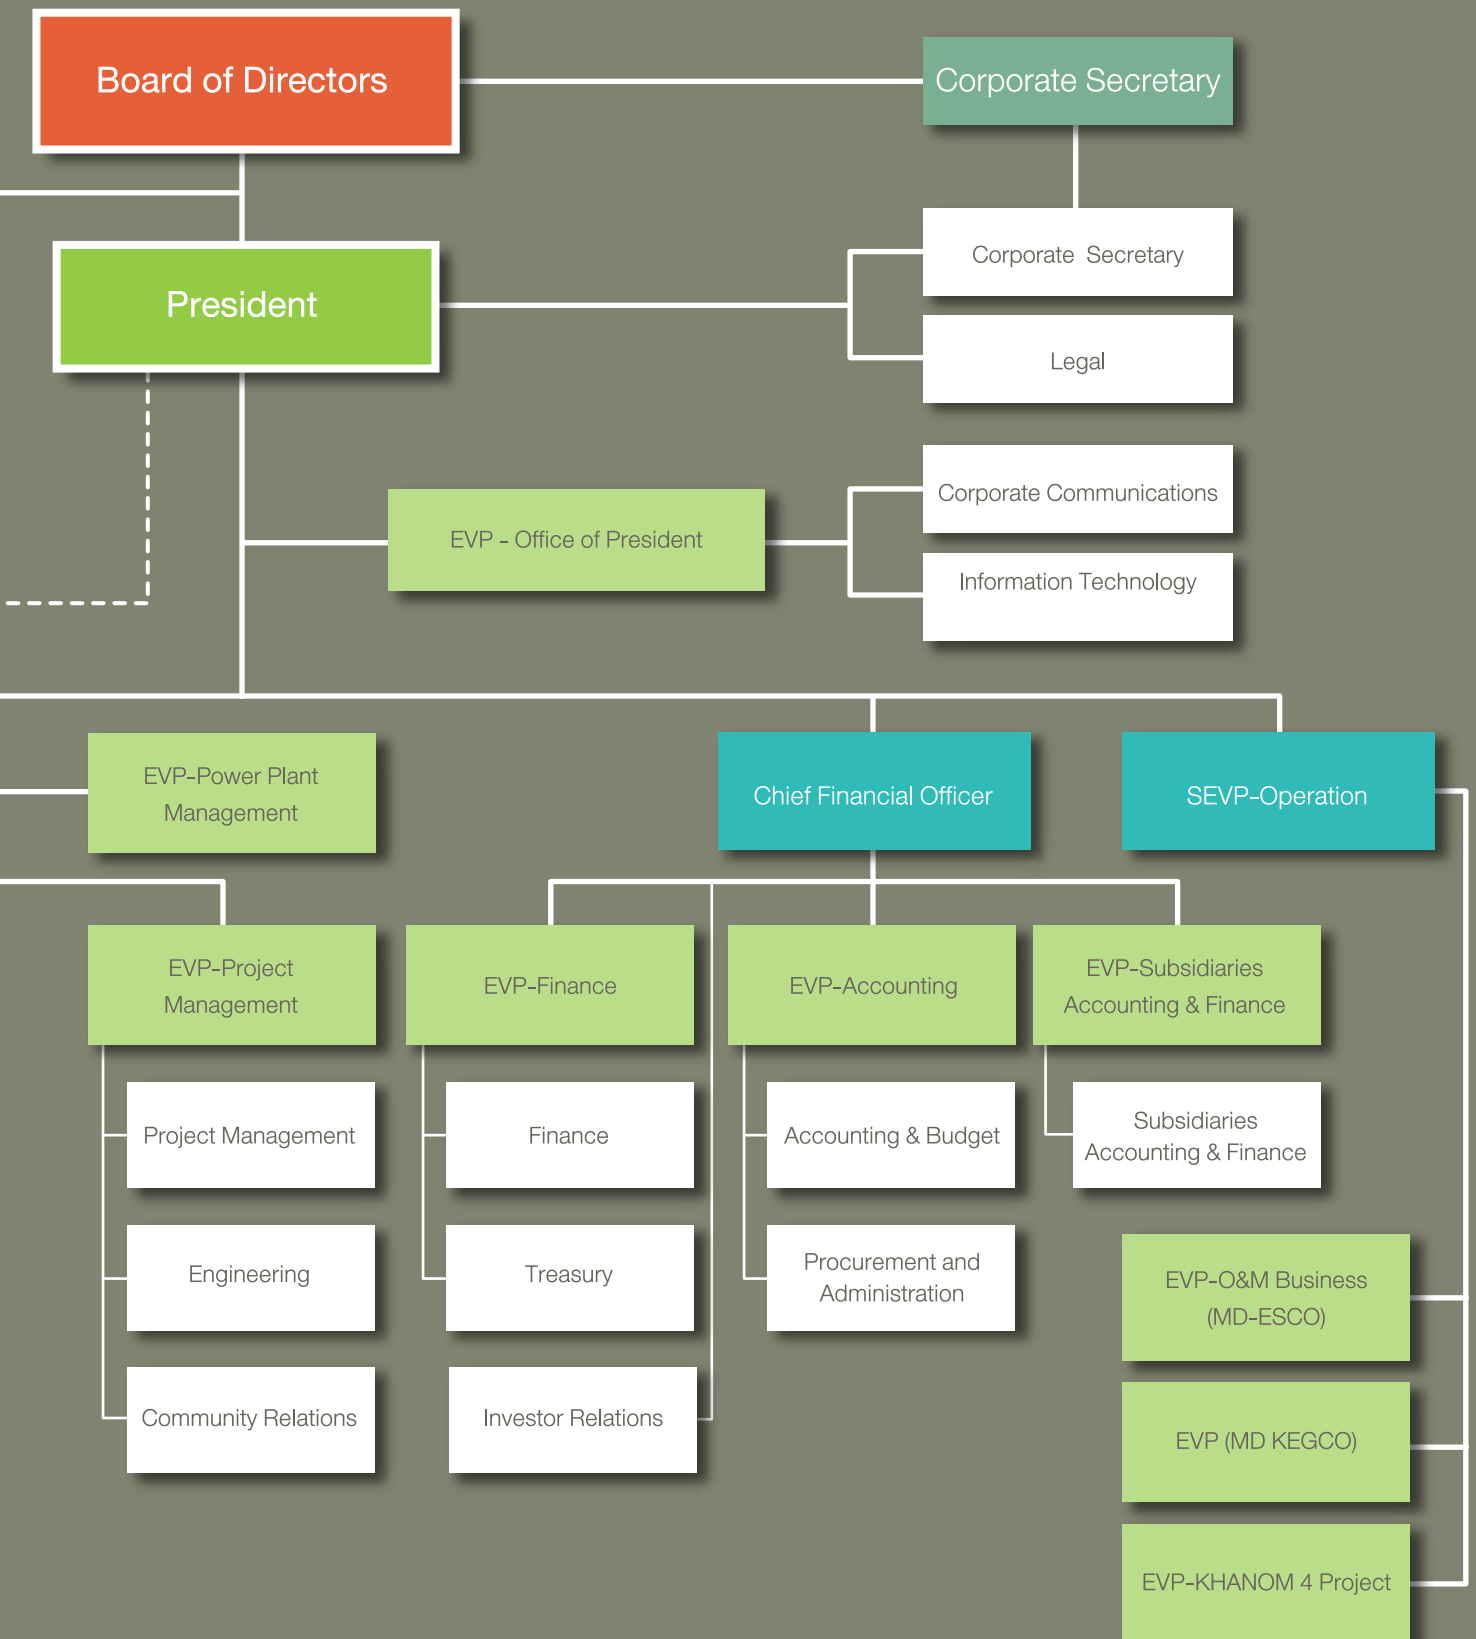 Board of Directors
Corporate Secretary
Corporate Secretary
President
Legal
Corporate Communications
EVP - Office of President
Information Technology
EVP-Power Plant
Management
Chief Financial Officer
SEVP-Operation
EVP-Project
Management
EVP-Finance
EVP-Accounting
EVP-Subsidiaries
Accounting & Finance
Project Management
Finance
Accounting & Budget
Subsidiaries
Accounting & Finance
Engineering
Treasury
Procurement and
Administration
EVP-O&M Business
(MD-ESCO)
Community Relations
Investor Relations
EVP (MD KEGCO)
EVP-KHANOM 4 Project